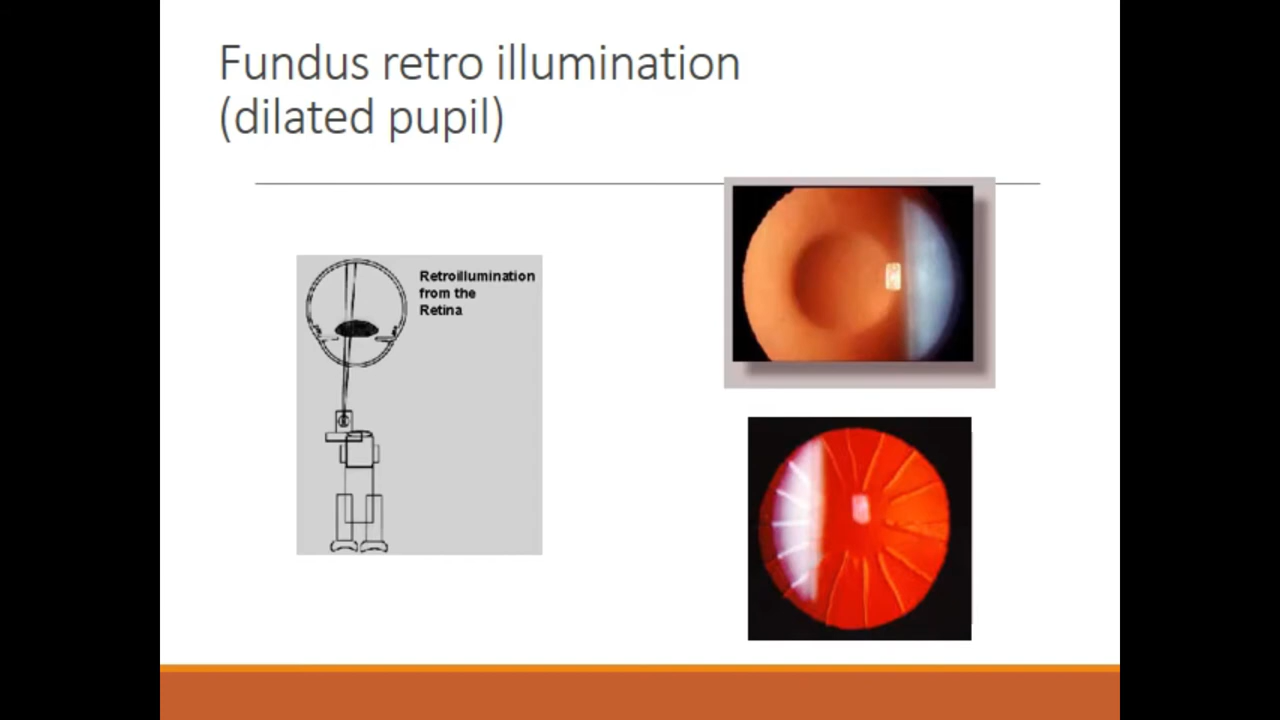 Fundus retro illumination
(dilated pupil)
Retroillumination
from the
Retina